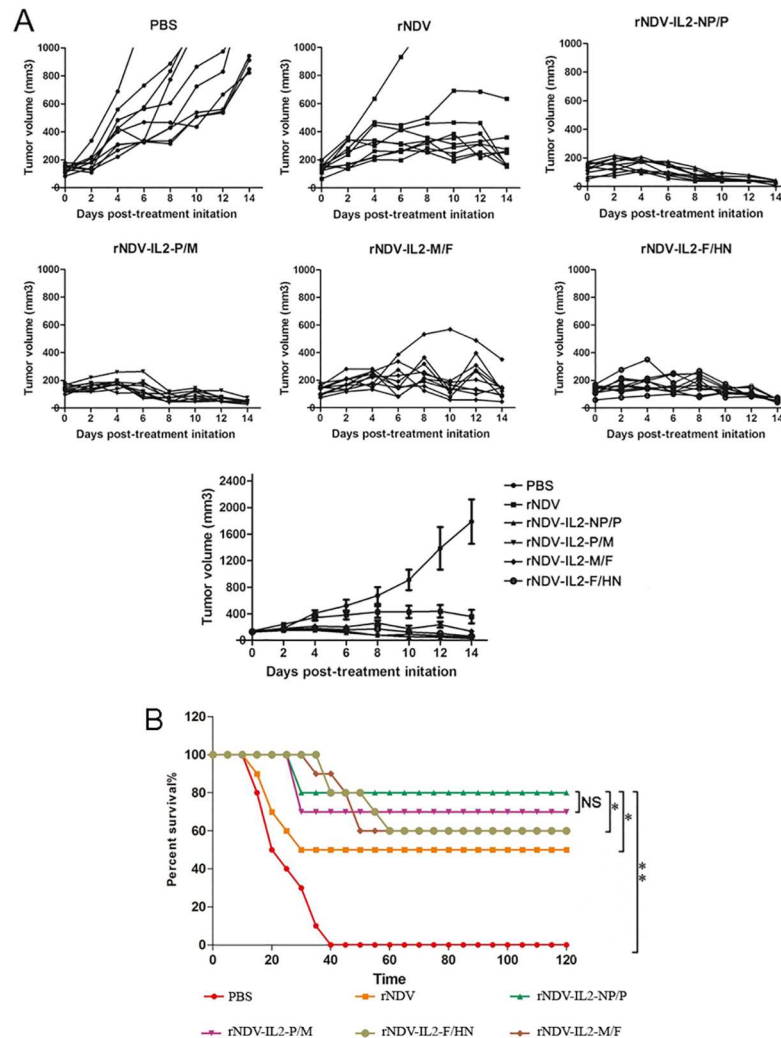 A
PBS
rNDV
rNDV-IL2-NP/P
Tumor volume (mm3)
1000
800
600
400
200
0
0 2 4 6 8 10 12 14
Days post-treatment initation
Tumor volume (mm3)
1000
800
600
400
200
0
0 2 4 6 8 10 12 14
Days post-treatment initation
Tumor volume (mm3)
1000
800
600
400
200
0
0 2 4 6 8 10 12 14
Days post-treatment initation
rNDV-IL2-P/M
rNDV-IL2-M/F
rNDV-IL2-F/HN
Tumor volume (mm3)
1000
800
600
400
200
0
0 2 4 6 8 10 12 14
Days post-treatment initation
Tumor volume (mm3)
1000
800
600
400
200
0
0 2 4 6 8 10 12 14
Days post-treatment initation
Tumor volume (mm3)
1000
800
600
400
200
0
0 2 4 6 8 10 12 14
Days post-treatment initation
Tumor volume (mm3)
2400
2000
1600
1200
800
400
0
0 2 4 6 8 10 12 14
Days post-treatment initation
PBS
rNDV
rNDV-IL2-NP/P
rNDV-IL2-P/M
rNDV-IL2-M/F
rNDV-IL2-F/HN
B
Percent survival%
120
100
80
60
40
20
0
0 20 40 60 80 100 120
Time
NS
*
*
**
PBS
rNDV
rNDV-IL2-NP/P
rNDV-IL2-P/M
rNDV-IL2-F/HN
rNDV-IL2-M/F